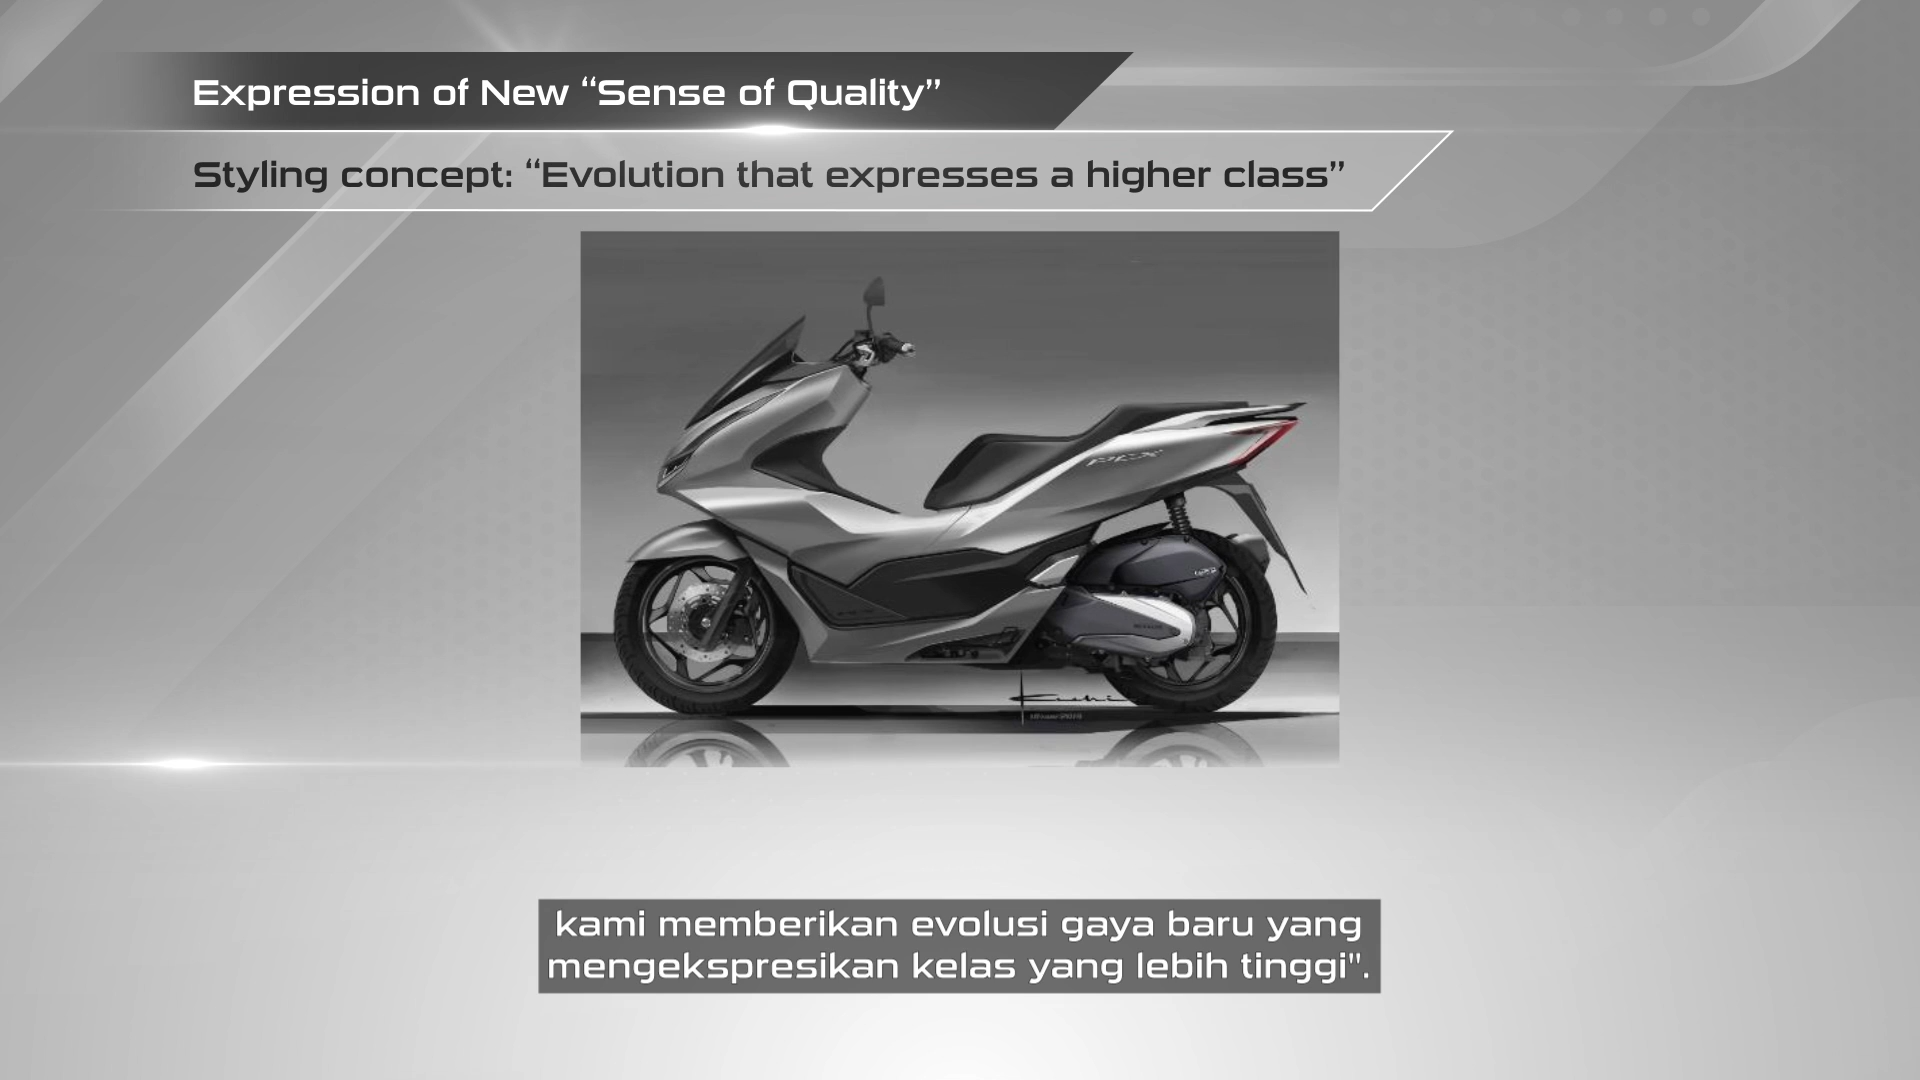 Expression of New “Sense of Quality”
Styling concept: “Evolution that expresses a higher class”
PCX
kami memberikan evolusi gaya baru yang
mengekspresikan kelas yang lebih tinggi".